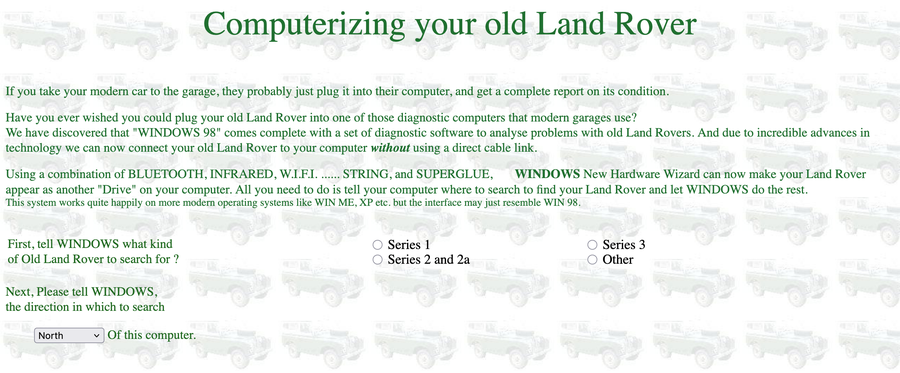 Computerizing your old Land Rover
If you take your modern car to the garage, they probably just plug it into their computer, and get a complete report on its condition.
Have you ever wished you could plug your old Land Rover into one of those diagnostic computers that modern garages use?
We have discovered that "WINDOWS 98" comes complete with a set of diagnostic software to analyse problems with old Land Rovers. And due to incredible advances in
technology we can now connect your old Land Rover to your computer without using a direct cable link.
Using a combination of BLUETOOTH, INFRARED, W.I.F.I. ...... STRING, and SUPERGLUE, WINDOWS New Hardware Wizard can now make your Land Rover
appear as another "Drive" on your computer. All you need to do is tell your computer where to search to find your Land Rover and let WINDOWS do the rest.
This system works quite happily on more modern operating systems like WIN ME, XP etc. but the interface may just resemble WIN 98.
First, tell WINDOWS what kind
of Old Land Rover to search for ?
Series 1
Series 2 and 2a
Series 3
Other
Next, Please tell WINDOWS,
the direction in which to search
North Of this computer.